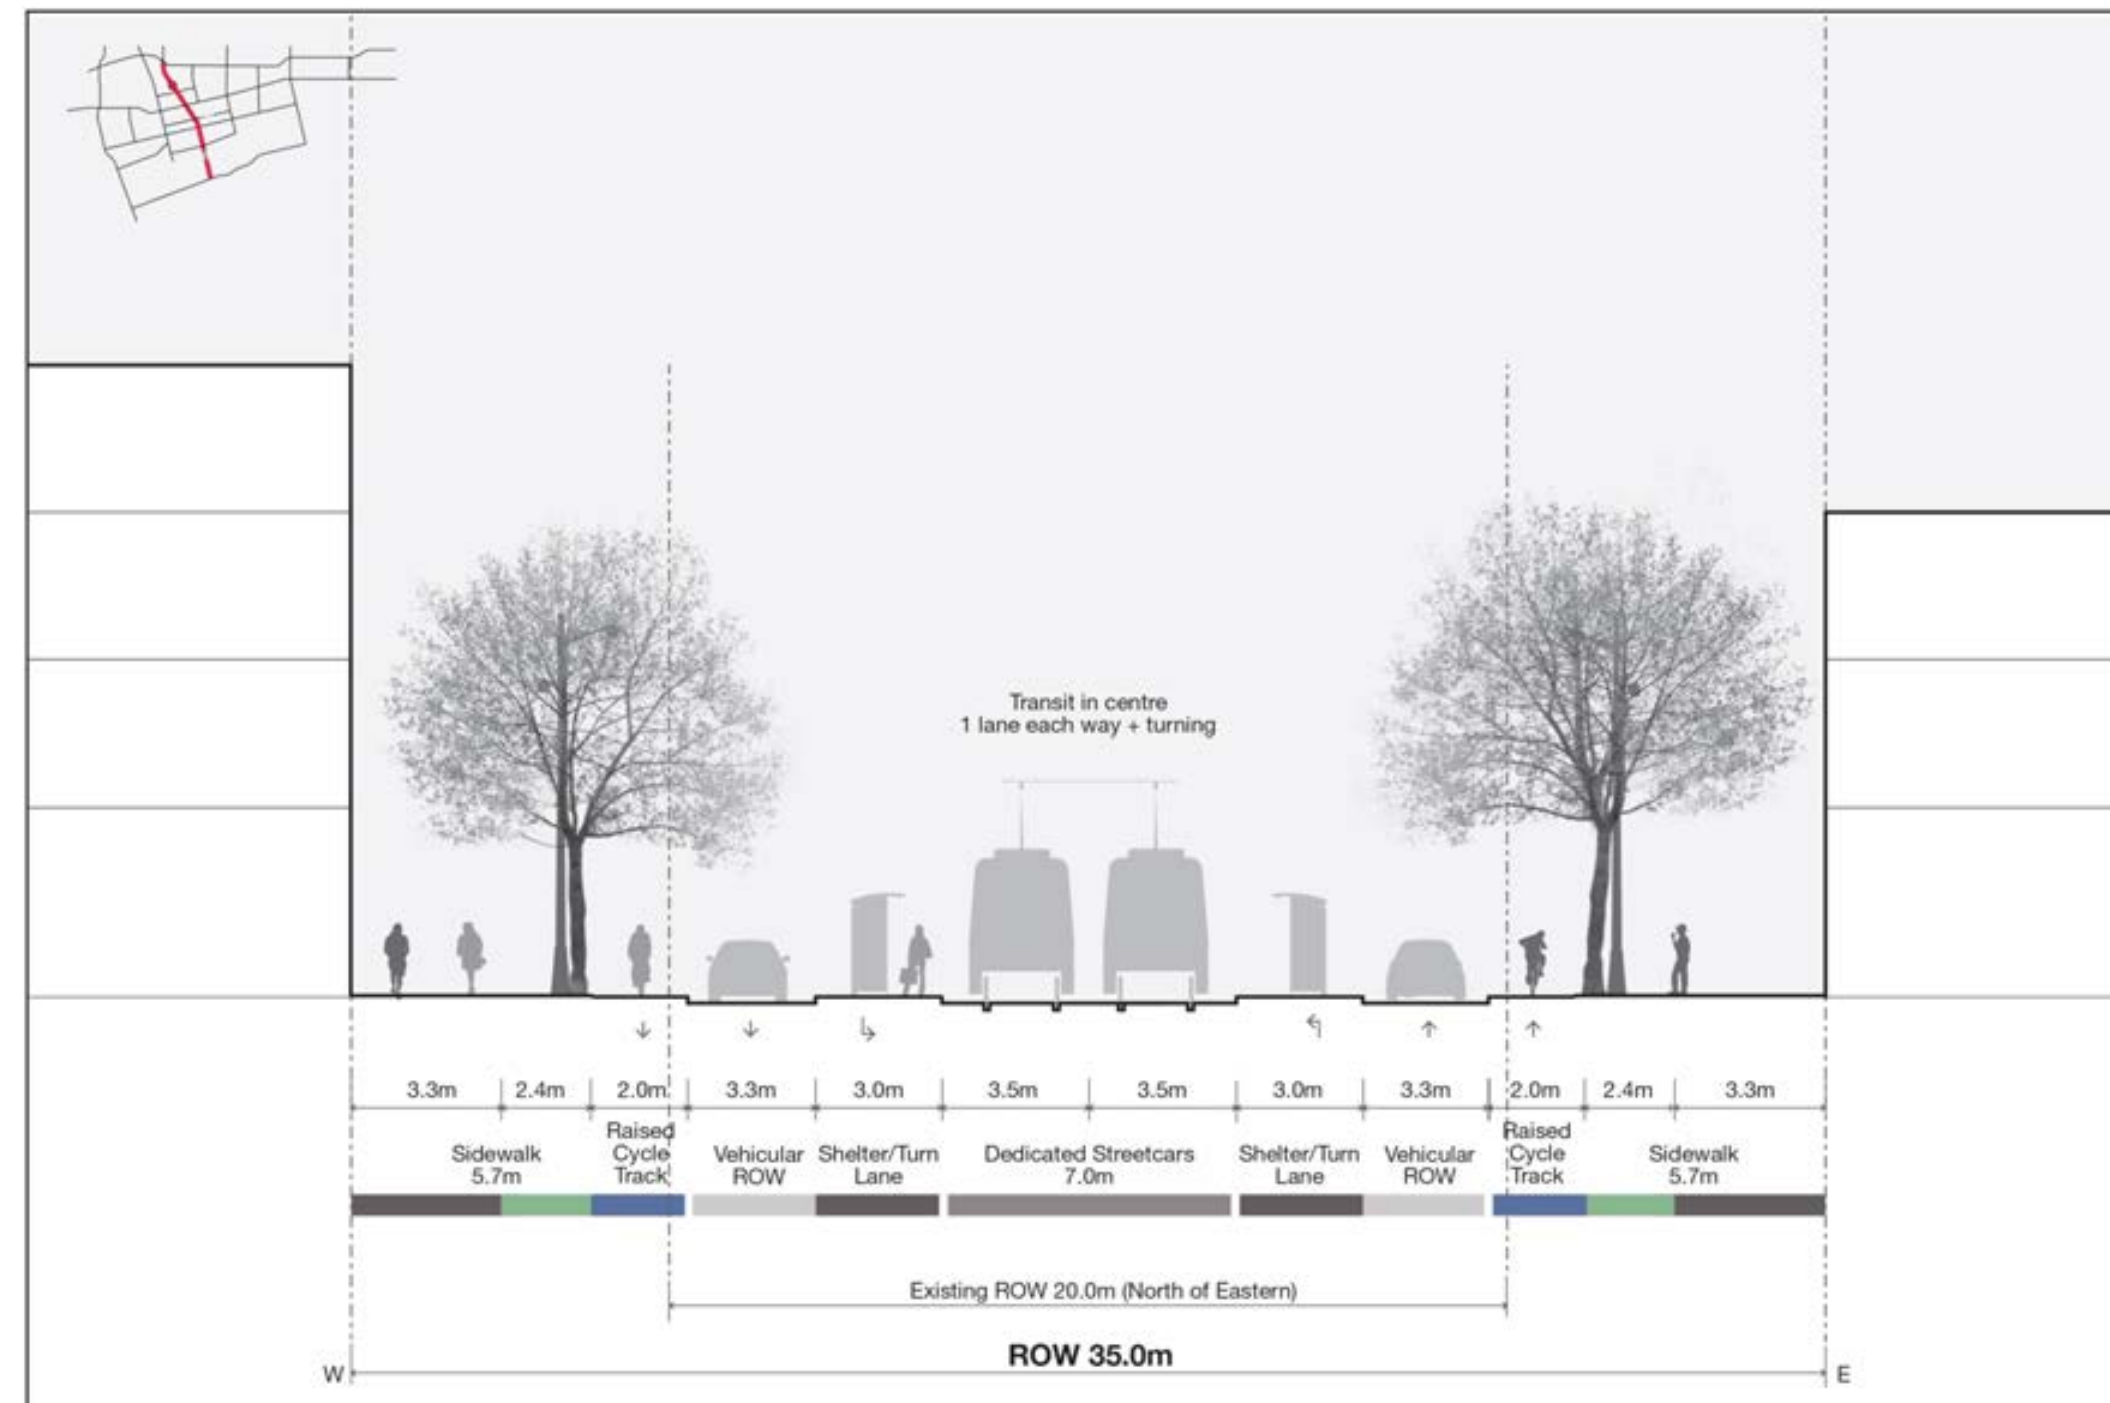 Transit in centre
1 lane each way + turning
3.3m 2.4m 2.0m 3.3m 3.0m 3.5m 3.5m 3.0m 3.3m 2.0m 2.4m 3.3m
Sidewalk
5.7m
Raised
Cycle
Track
Vehicular
ROW
Shelter/Turn
Lane
Dedicated Streetcars
7.0m
Shelter/Turn
Lane
Vehicular
ROW
Raised
Cycle
Track
Sidewalk
5.7m
Existing ROW 20.0m (North of Eastern)
ROW 35.0m
W
E